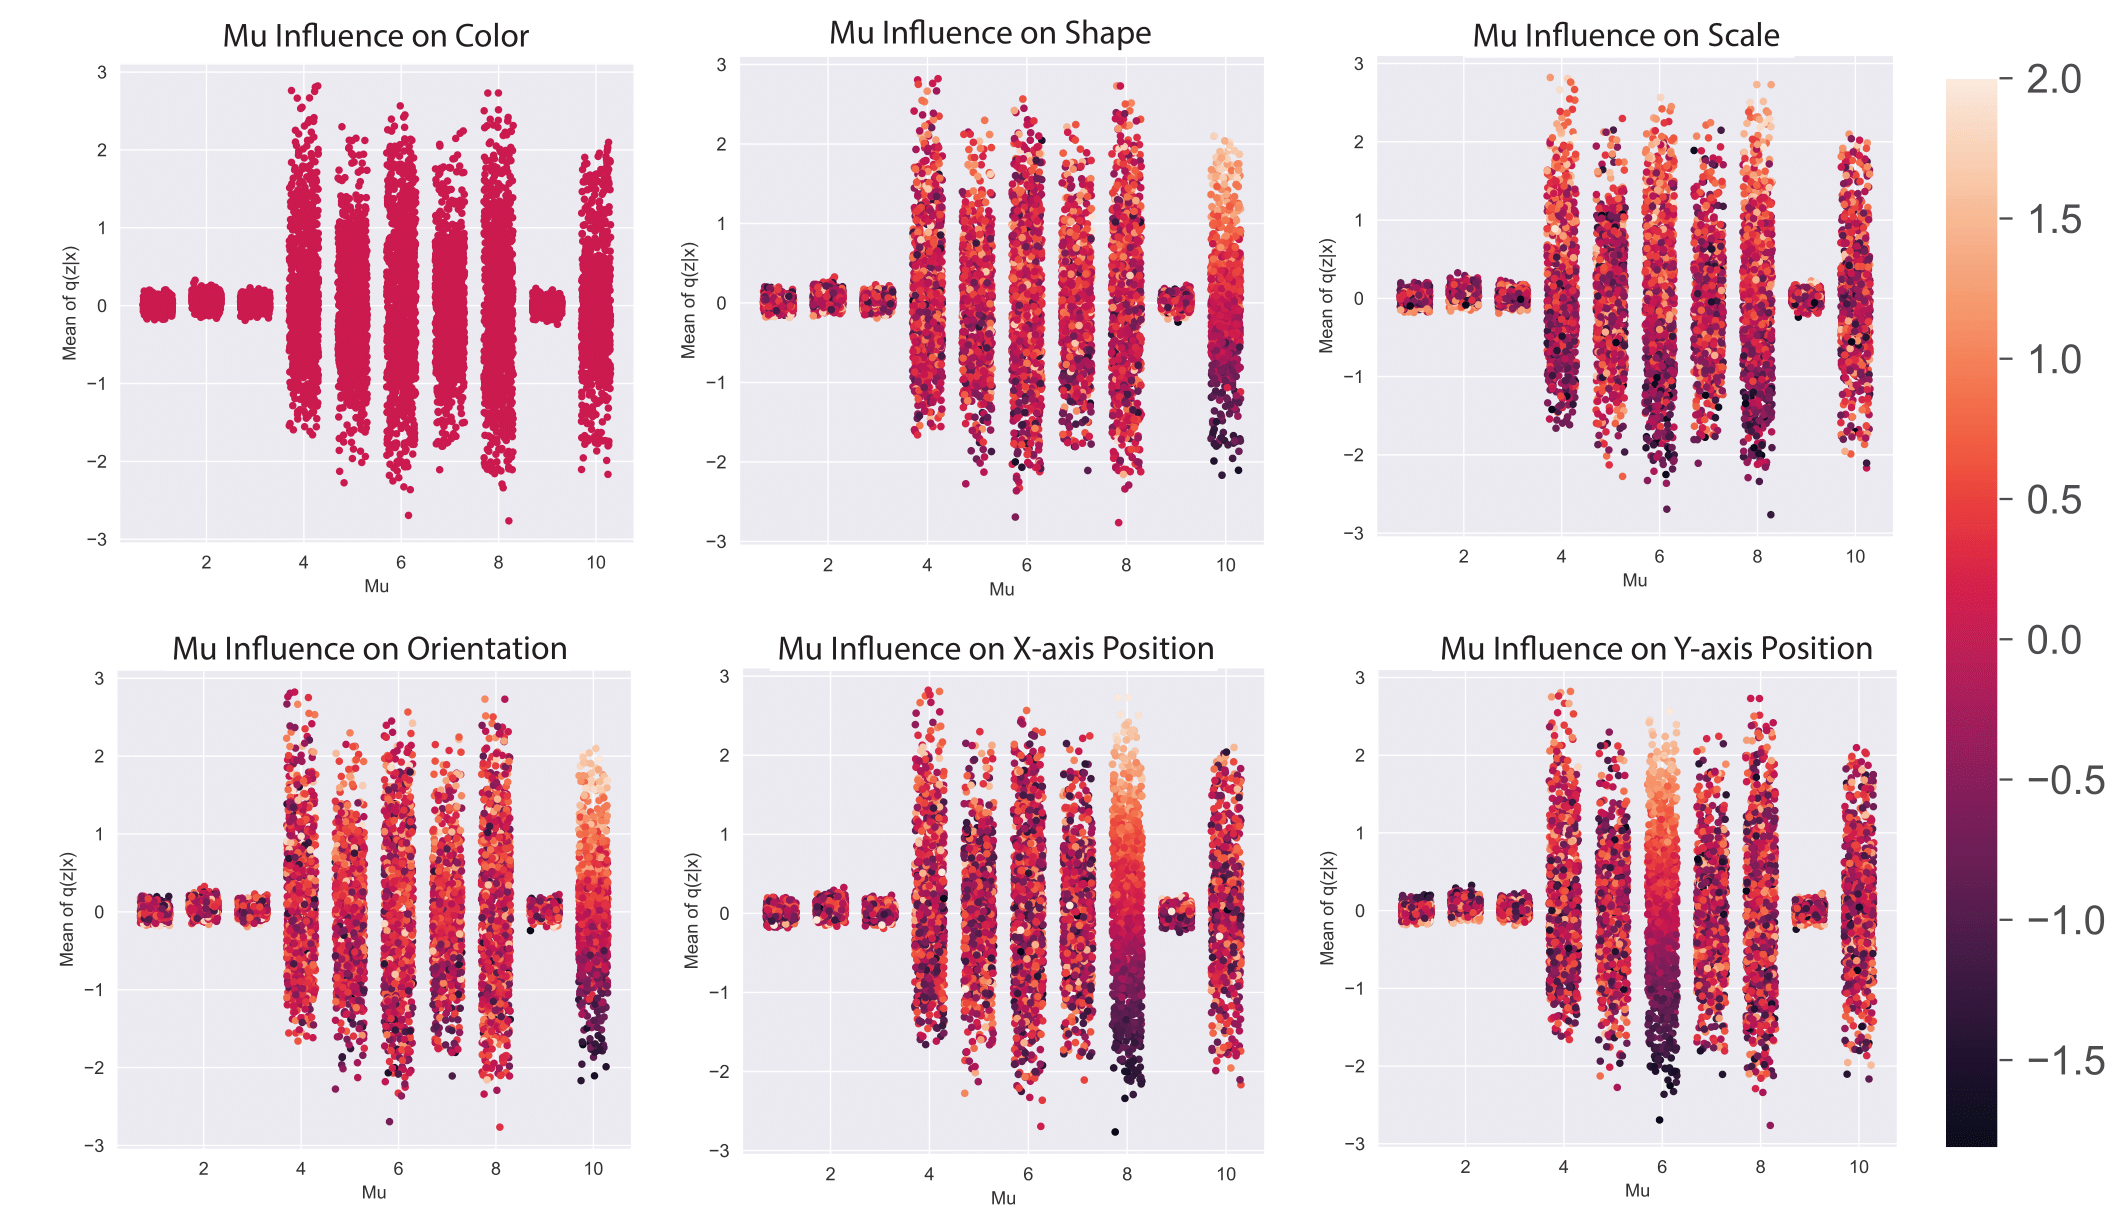 Mu Influence on Color
Mean of q(z|x)
3
2
1
0
−1
−2
−3
2 4 6 8 10
Mu
Mu Influence on Shape
Mean of q(z|x)
3
2
1
0
−1
−2
−3
2 4 6 8 10
Mu
Mu Influence on Scale
Mean of q(z|x)
3
2
1
0
−1
−2
−3
2 4 6 8 10
Mu
Mu Influence on Orientation
Mean of q(z|x)
3
2
1
0
−1
−2
−3
2 4 6 8 10
Mu
Mu Influence on X-axis Position
Mean of q(z|x)
3
2
1
0
−1
−2
−3
2 4 6 8 10
Mu
Mu Influence on Y-axis Position
Mean of q(z|x)
3
2
1
0
−1
−2
−3
2 4 6 8 10
Mu
2.0
1.5
1.0
0.5
0.0
−0.5
−1.0
−1.5